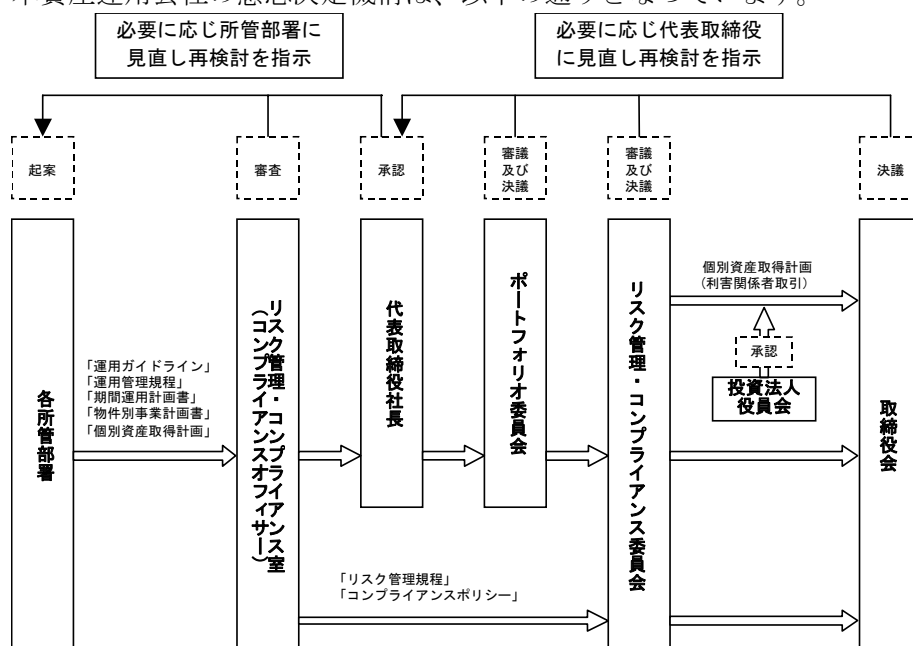 本資産運用会社の意思決定機構は、以下の通りとなっています。
必要に応じ所管部署に
見直し再検討を指示
必要に応じ代表取締役
に見直し再検討を指示
起案
審査
承認
審議
及び
決議
審議
及び
決議
決議
各所管部署
「運用ガイドライン」
「運用管理規程」
「期間運用計画書」
「物件別事業計画書」
「個別資産取得計画」
リスク管理・コンプライアンス室
(コンプライアンスオフィサー)
代表取締役社長
ポートフォリオ委員会
「リスク管理規程」
「コンプライアンスポリシー」
リスク管理・コンプライアンス委員会
個別資産取得計画
(利害関係者取引)
承認
投資法人
役員会
取締役会